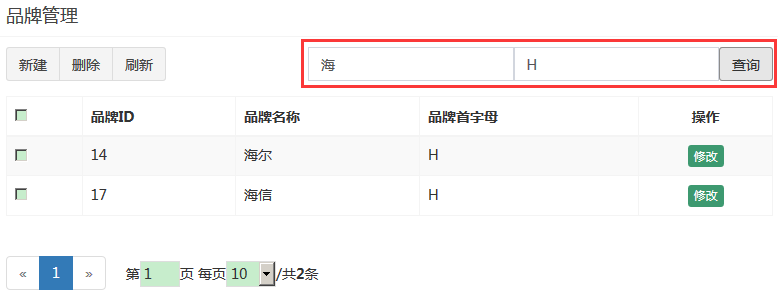 品牌管理
新建 删除 刷新 海 H 查询
品牌ID 品牌名称 品牌首字母 操作
14 海尔 H 修改
17 海信 H 修改
« 1 » 第 1 页 每页 10 /共2条